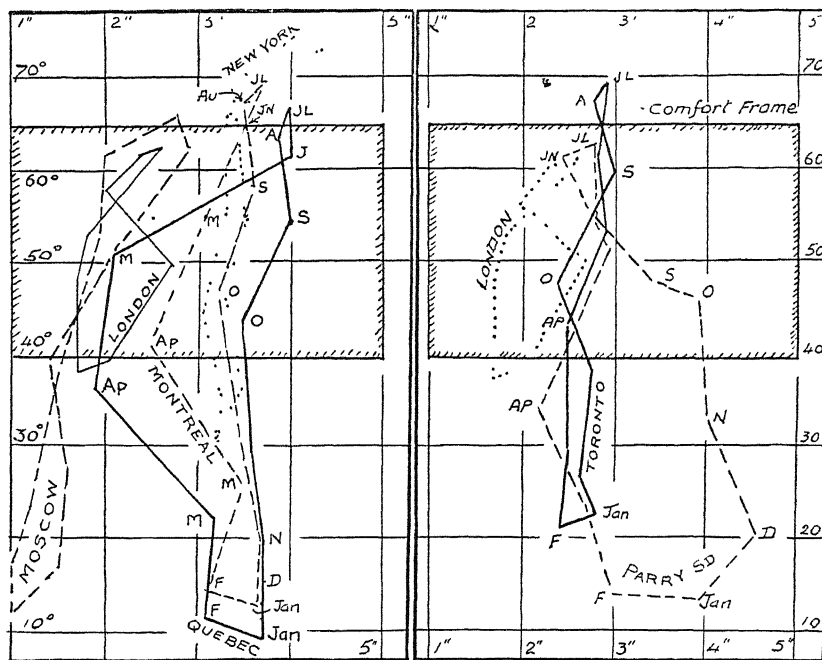 1" 2" 3' 5"
NEW YORK
70°
JL
Au
JN
JL
A
J
60°
S
M
S
50°
M
LONDON
O
O
40°
Ap
Ap
MONTREAL
30°
M
MOSCOW
M
N
20°
F
D
Jan
F
10°
QUEBEC
Jan
5"
1" 2" 3' 4" 5"
70
JL
A
Comfort Frame
JL
JN
60
S
LONDON
50
O
S
O
AP
40
AP
TORONTO
N
30
Jan
F
20
D
PARRY SD
F
Jan
10
1" 2" 3" 4"